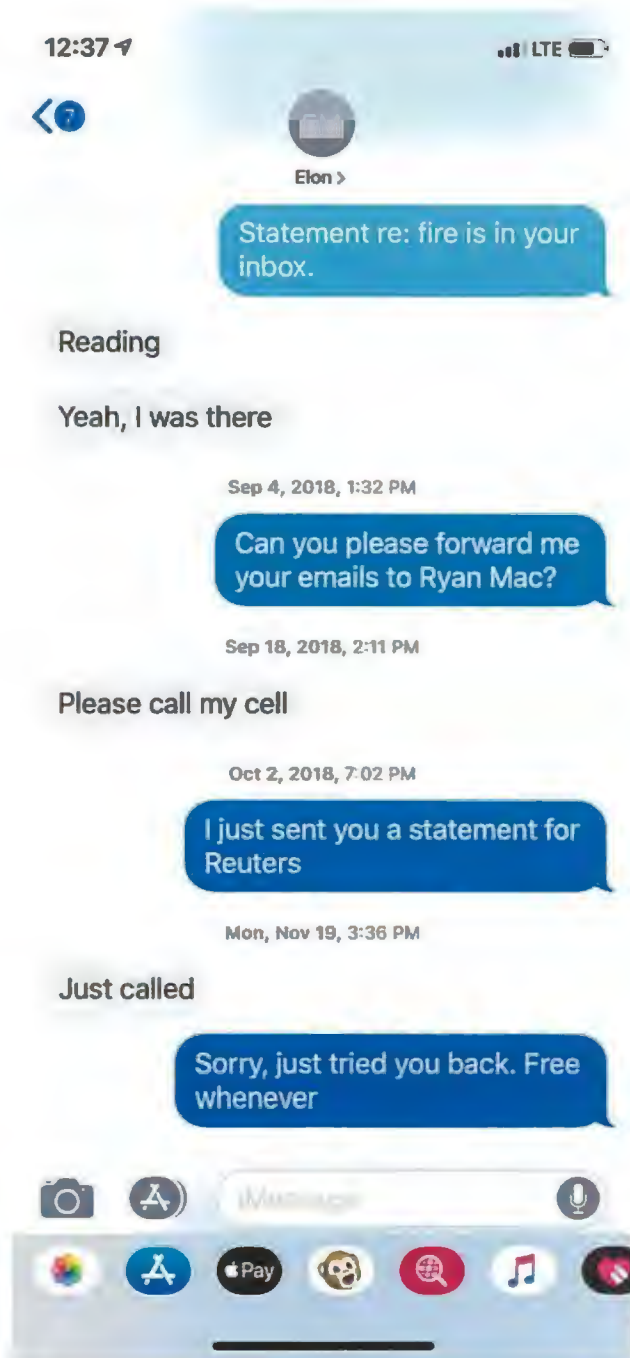 12:37
LTE
7
Elon >
Statement re: fire is in your
inbox.
Reading
Yeah, I was there
Sep 4, 2018, 1:32 PM
Can you please forward me
your emails to Ryan Mac?
Sep 18, 2018, 2:11 PM
Please call my cell
Oct 2, 2018, 7:02 PM
I just sent you a statement for
Reuters
Mon, Nov 19, 3:36 PM
Just called
Sorry, just tried you back. Free
whenever
iMessage
Pay